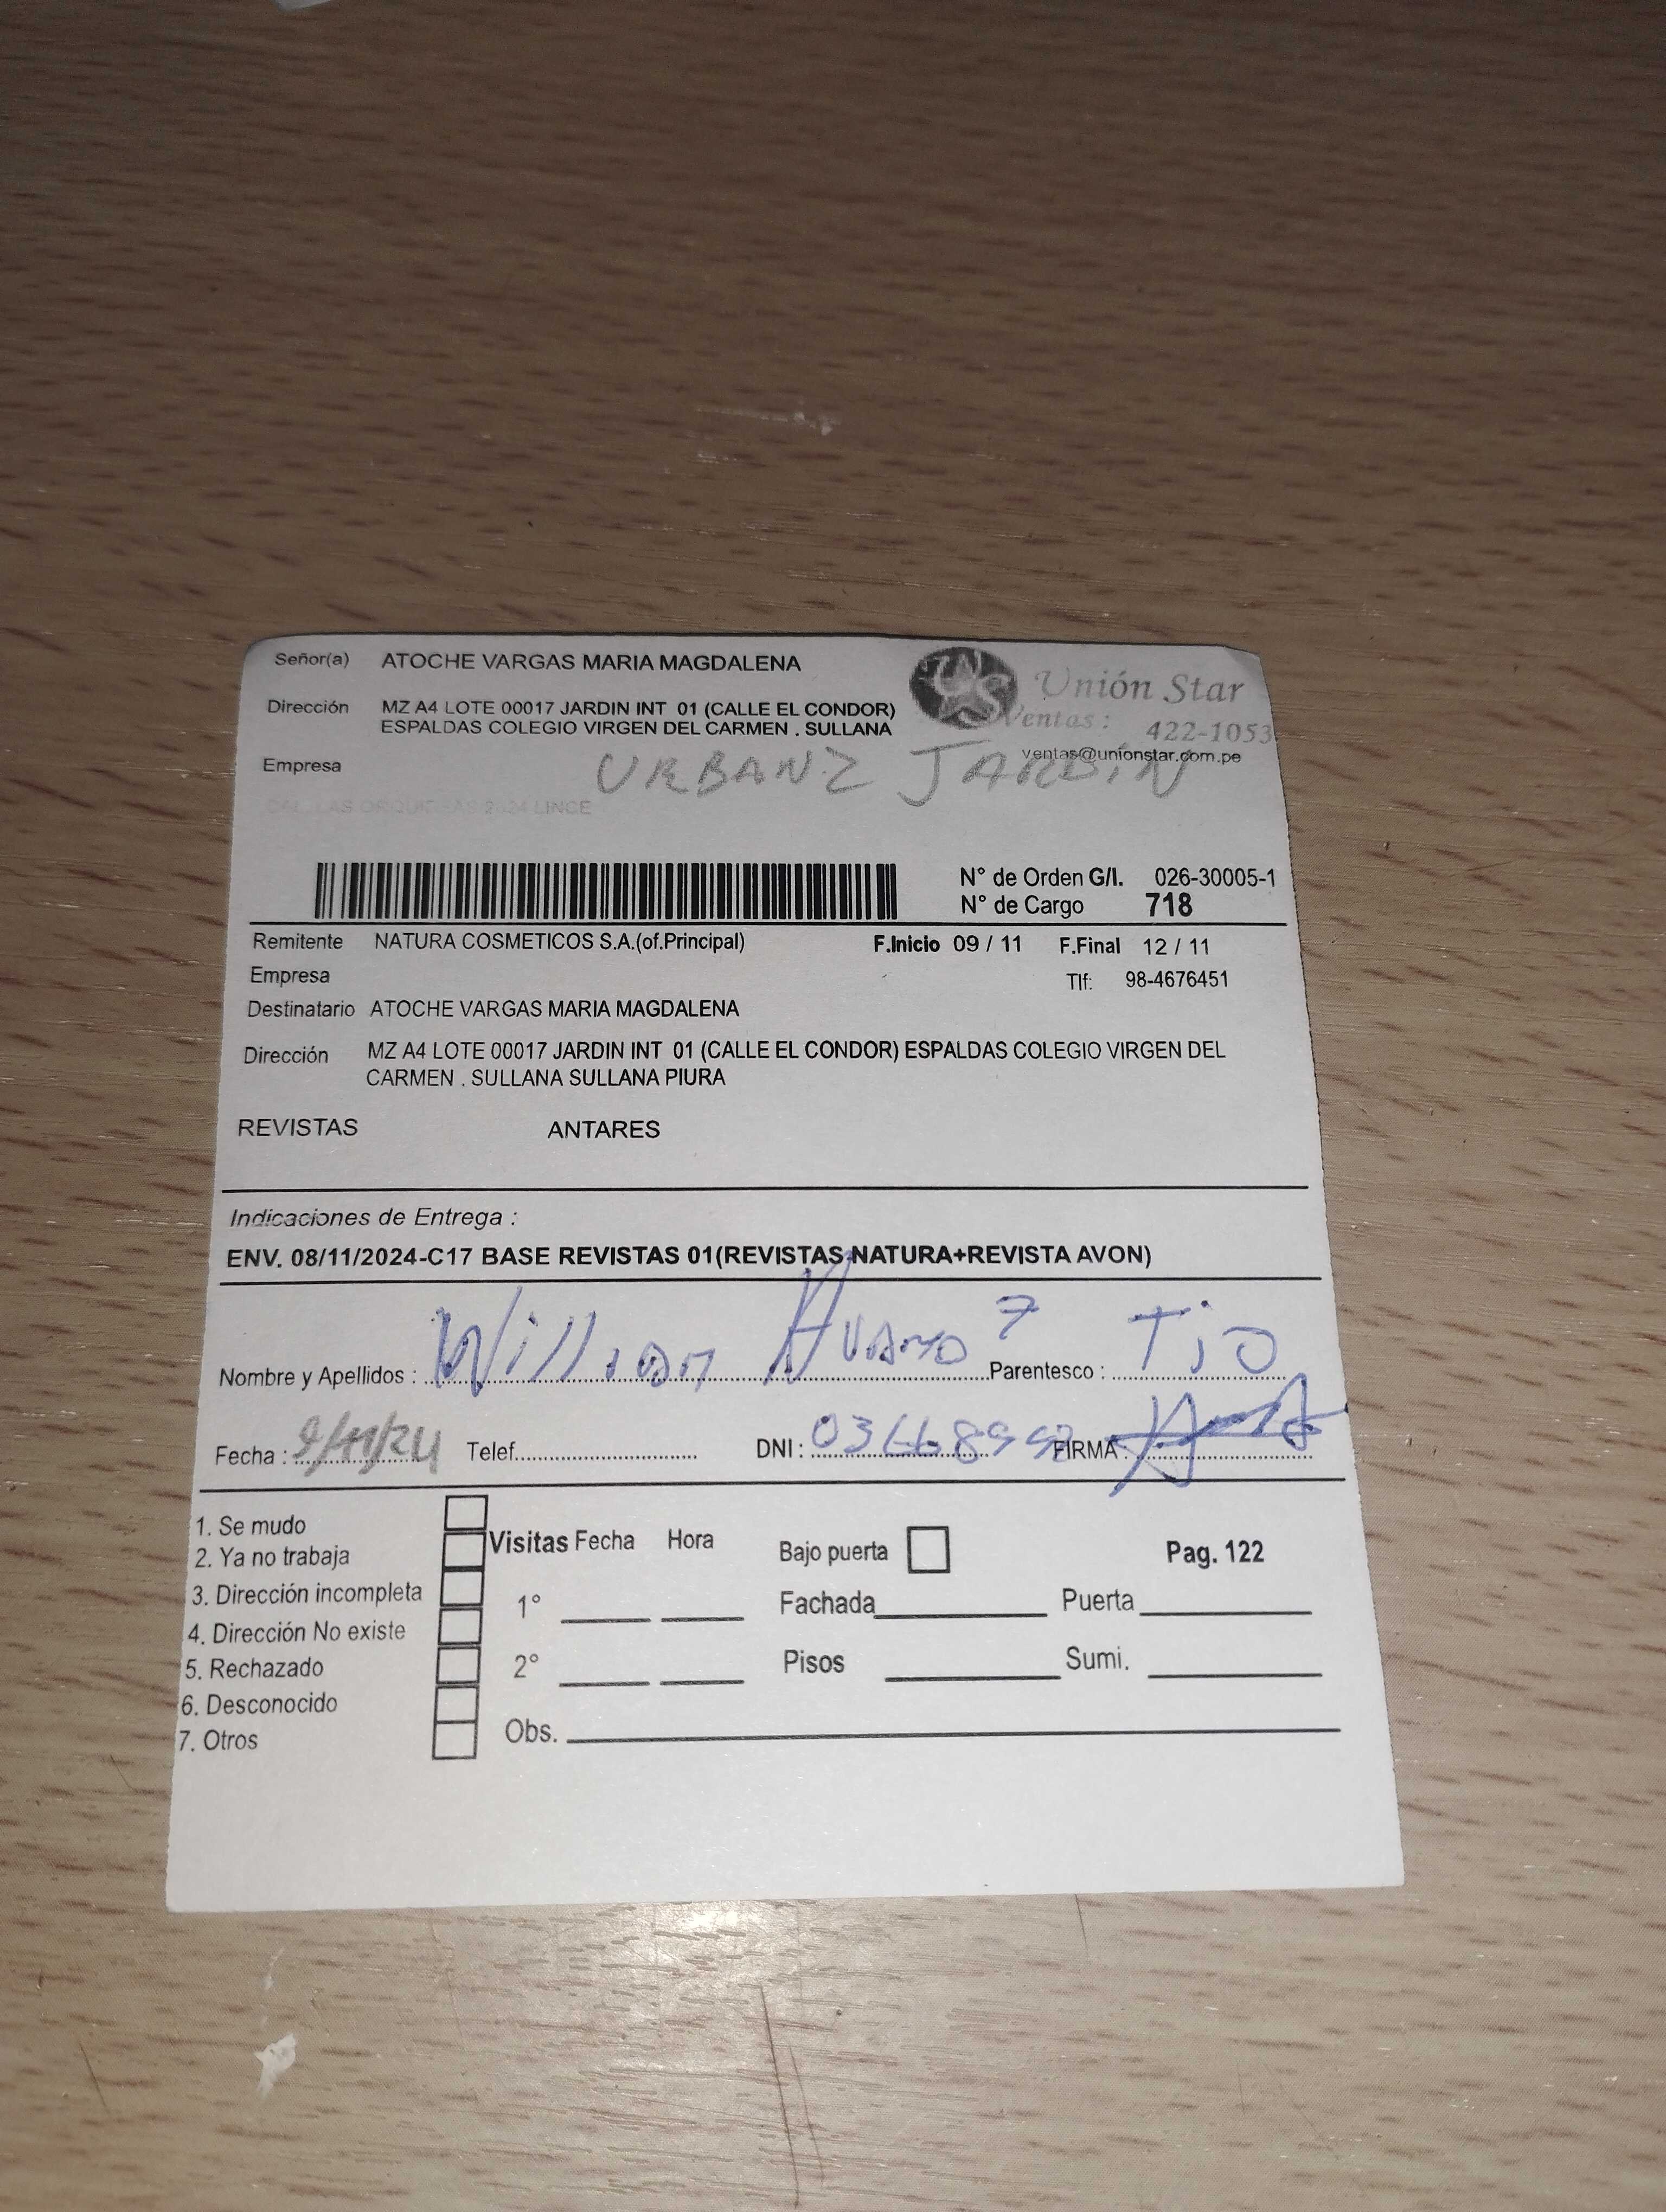 Señor(a) ATOCHE VARGAS MARIA MAGDALENA
Unión Star
Dirección MZ A4 LOTE 00017 JARDIN INT 01 (CALLE EL CONDOR)
ESPALDAS COLEGIO VIRGEN DEL CARMEN . SULLANA
Ventas: 422-1053
ventas@unionstar.com.pe
Empresa
JARDIN
LINCE
N° de Orden G/I. 026-30005-1
N° de Cargo 718
Remitente NATURA COSMETICOS S.A.(of.Principal) F.Inicio 09 / 11 F.Final 12 / 11
Empresa Tlf: 98-4676451
Destinatario ATOCHE VARGAS MARIA MAGDALENA
Dirección MZ A4 LOTE 00017 JARDIN INT 01 (CALLE EL CONDOR) ESPALDAS COLEGIO VIRGEN DEL
CARMEN . SULLANA SULLANA PIURA
REVISTAS ANTARES
Indicaciones de Entrega :
ENV. 08/11/2024-C17 BASE REVISTAS 01(REVISTAS NATURA+REVISTA AVON)
Nombre y Apellidos : Parentesco : Tio
Fecha : 9/11/24 Telef. DNI : FIRMA
1. Se mudo
2. Ya no trabaja
3. Dirección incompleta
4. Dirección No existe
5. Rechazado
6. Desconocido
7. Otros
Visitas Fecha Hora
1°
2°
Obs.
Bajo puerta Pag. 122
Fachada Puerta
Pisos Sumi.